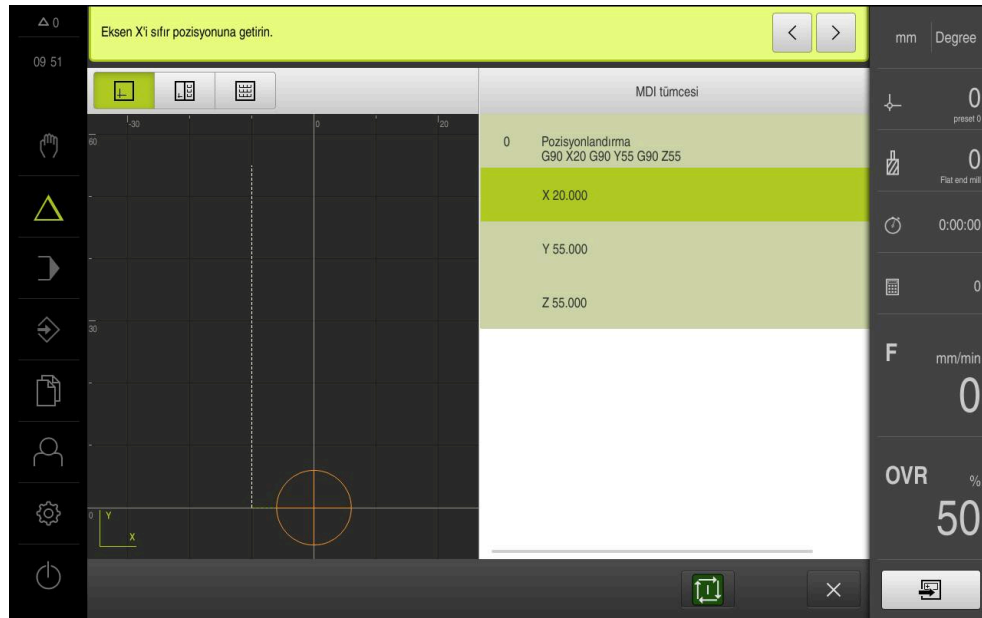 0
09 51
Eksen X'i sıfır pozisyonuna getirin.
mm
Degree
MDI tümcesi
-30
0
20
60
30
0
Y
X
0 Pozisyonlandırma
G90 X20 G90 Y55 G90 Z55
X 20.000
Y 55.000
Z 55.000
0
preset 0
0
Flat end mill
0:00:00
0
F
mm/min
0
OVR
%
50